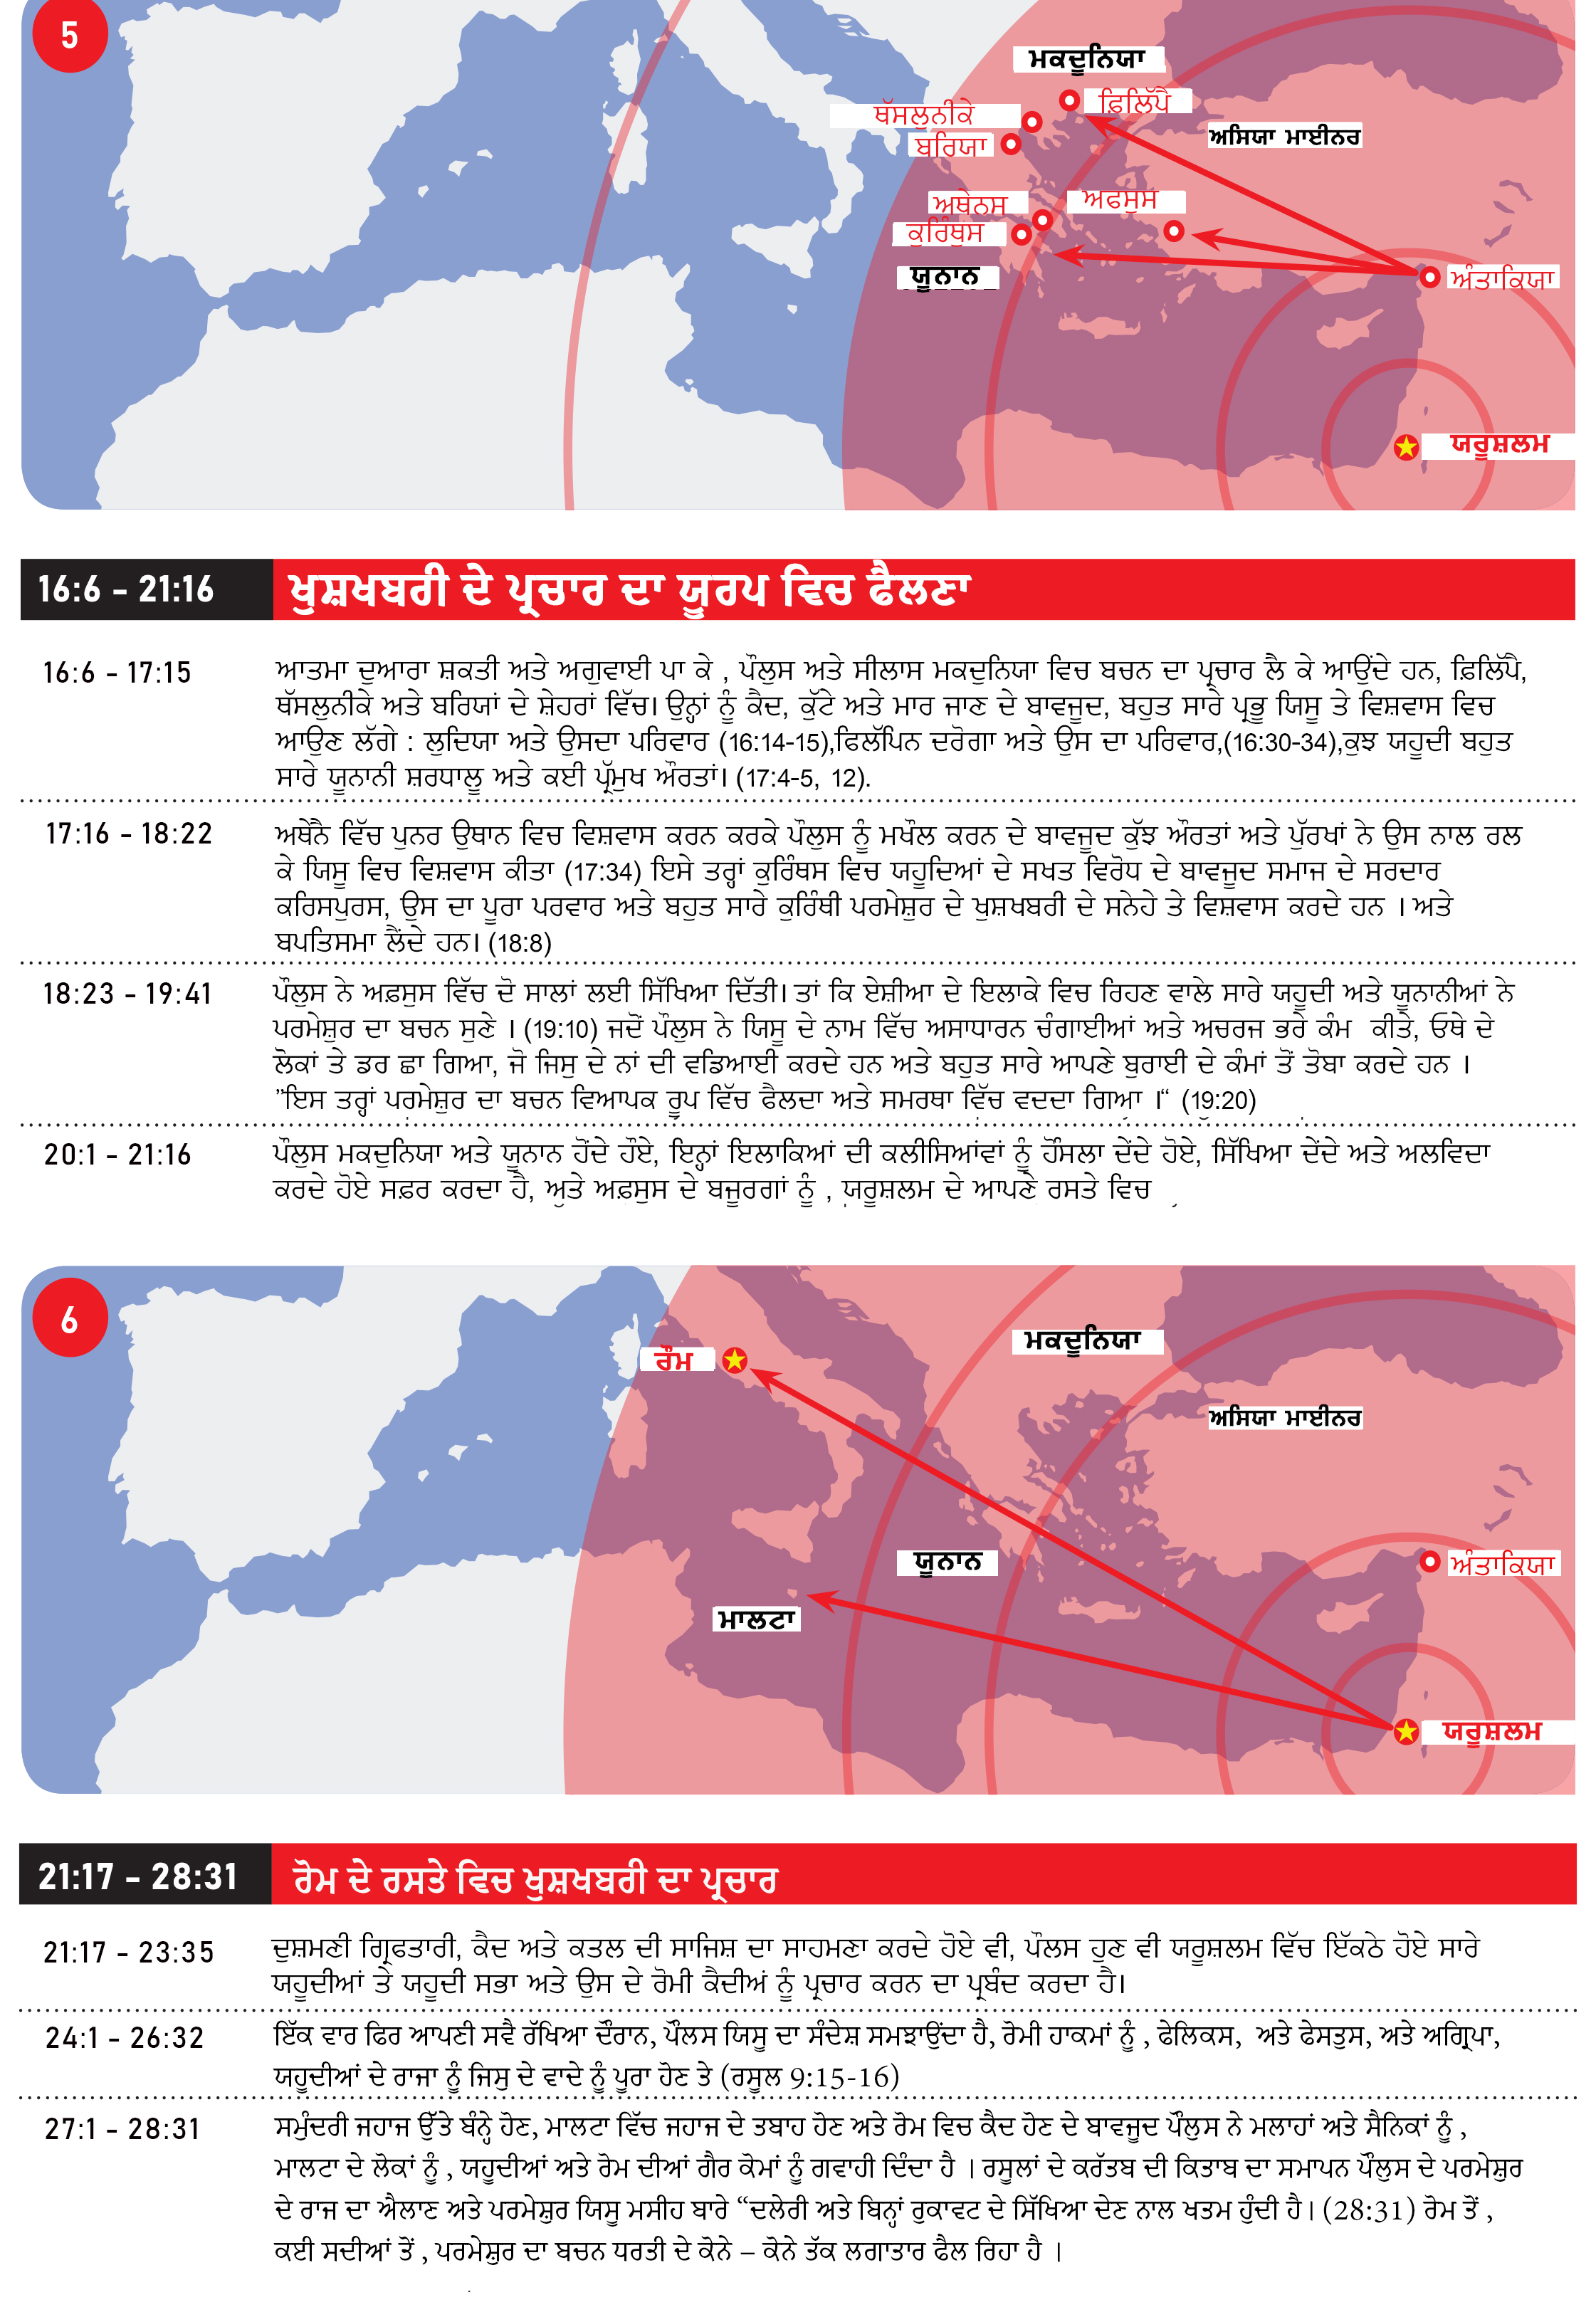 5
ਮਕਦੂਨਿਯਾ
ਫ਼ਿਲਿੱਪੈ
ਥੱਸਲੁਨੀਕੇ
ਬਰਿਯਾ
ਅਸਿਯਾ ਮਾਈਨਰ
ਅਥੇਨਸ
ਅਫਸੁਸ
ਕੁਰਿੰਥੁਸ
ਯੂਨਾਨ
ਅੰਤਾਕਿਯਾ
ਯਰੂਸ਼ਲਮ
16:6 - 21:16 ਖੁਸ਼ਖਬਰੀ ਦੇ ਪ੍ਰਚਾਰ ਦਾ ਯੂਰਪ ਵਿਚ ਫੈਲਣਾ
16:6 - 17:15 ਆਤਮਾ ਦੁਆਰਾ ਸ਼ਕਤੀ ਅਤੇ ਅਗੁਵਾਈ ਪਾ ਕੇ , ਪੌਲੁਸ ਅਤੇ ਸੀਲਾਸ ਮਕਦੁਨਿਯਾ ਵਿਚ ਬਚਨ ਦਾ ਪ੍ਰਚਾਰ ਲੈ ਕੇ ਆਉਂਦੇ ਹਨ, ਫ਼ਿਲਿੱਪੈ,
ਥੱਸਲੁਨੀਕੇ ਅਤੇ ਬਰਿਯਾਂ ਦੇ ਸ਼ੇਹਰਾਂ ਵਿੱਚ। ਉਨ੍ਹਾਂ ਨੂੰ ਕੈਦ, ਕੁੱਟੇ ਅਤੇ ਮਾਰ ਜਾਣ ਦੇ ਬਾਵਜੂਦ, ਬਹੁਤ ਸਾਰੇ ਪ੍ਰਭੂ ਯਿਸੂ ਤੇ ਵਿਸ਼ਵਾਸ ਵਿਚ
ਆਉਣ ਲੱਗੇ : ਲੁਦਿਯਾ ਅਤੇ ਉਸਦਾ ਪਰਿਵਾਰ (16:14-15),ਫਿਲੱਪਿਨ ਦਰੋਗਾ ਅਤੇ ਉਸ ਦਾ ਪਰਿਵਾਰ,(16:30-34),ਕੁਝ ਯਹੂਦੀ ਬਹੁਤ
ਸਾਰੇ ਯੂਨਾਨੀ ਸ਼ਰਧਾਲੂ ਅਤੇ ਕਈ ਪ੍ਰੱਮੁਖ ਔਰਤਾਂ। (17:4-5, 12).
17:16 - 18:22 ਅਥੇਂਨੈ ਵਿੱਚ ਪੁਨਰ ਉਥਾਨ ਵਿਚ ਵਿਸ਼ਵਾਸ ਕਰਨ ਕਰਕੇ ਪੌਲੁਸ ਨੂੰ ਮਖੌਲ ਕਰਨ ਦੇ ਬਾਵਜੂਦ ਕੁੱਝ ਔਰਤਾਂ ਅਤੇ ਪੁੱਰਖਾਂ ਨੇ ਉਸ ਨਾਲ ਰਲ
ਕੇ ਯਿਸੂ ਵਿਚ ਵਿਸ਼ਵਾਸ ਕੀਤਾ (17:34) ਇਸੇ ਤਰ੍ਹਾਂ ਕੁਰਿੰਥਸ ਵਿਚ ਯਹੂਦਿਆਂ ਦੇ ਸਖਤ ਵਿਰੋਧ ਦੇ ਬਾਵਜੂਦ ਸਮਾਜ ਦੇ ਸਰਦਾਰ
ਕਰਿਸਪੁਰਸ, ਉਸ ਦਾ ਪੂਰਾ ਪਰਵਾਰ ਅਤੇ ਬਹੁਤ ਸਾਰੇ ਕੁਰਿੰਥੀ ਪਰਮੇਸ਼ੁਰ ਦੇ ਖੁਸ਼ਖਬਰੀ ਦੇ ਸਨੇਹੇ ਤੇ ਵਿਸ਼ਵਾਸ ਕਰਦੇ ਹਨ । ਅਤੇ
ਬਪਤਿਸਮਾ ਲੈਂਦੇ ਹਨ। (18:8)
18:23 - 19:41 ਪੌਲੁਸ ਨੇ ਅਫ਼ਸੁਸ ਵਿੱਚ ਦੋ ਸਾਲਾਂ ਲਈ ਸਿੱਖਿਆ ਦਿੱਤੀ। ਤਾਂ ਕਿ ਏਸ਼ੀਆ ਦੇ ਇਲਾਕੇ ਵਿਚ ਰਿਹਣ ਵਾਲੇ ਸਾਰੇ ਯਹੂਦੀ ਅਤੇ ਯੂਨਾਨੀਆਂ ਨੇ
ਪਰਮੇਸ਼ੁਰ ਦਾ ਬਚਨ ਸੁਣੇ । (19:10) ਜਦੋਂ ਪੌਲੁਸ ਨੇ ਯਿਸੂ ਦੇ ਨਾਮ ਵਿੱਚ ਅਸਾਧਾਰਨ ਚੰਗਾਈਆਂ ਅਤੇ ਅਚਰਜ ਭਰੇ ਕੰਮ ਕੀਤੇ, ਓਥੇ ਦੇ
ਲੋਕਾਂ ਤੇ ਡਰ ਛਾ ਗਿਆ, ਜੋ ਜਿਸੁ ਦੇ ਨਾਂ ਦੀ ਵਡਿਆਈ ਕਰਦੇ ਹਨ ਅਤੇ ਬਹੁਤ ਸਾਰੇ ਆਪਣੇ ਬੁਰਾਈ ਦੇ ਕੰਮਾਂ ਤੋਂ ਤੋਬਾ ਕਰਦੇ ਹਨ ।
”ਇਸ ਤਰ੍ਹਾਂ ਪਰਮੇਸ਼ੁਰ ਦਾ ਬਚਨ ਵਿਆਪਕ ਰੂਪ ਵਿੱਚ ਫੈਲਦਾ ਅਤੇ ਸਮਰਥਾ ਵਿੱਚ ਵਦਦਾ ਗਿਆ ।“ (19:20)
20:1 - 21:16 ਪੌਲੁਸ ਮਕਦੁਨਿਯਾ ਅਤੇ ਯੂਨਾਨ ਹੋਂਦੇ ਹੌਏ, ਇਨ੍ਹਾਂ ਇਲਾਕਿਆਂ ਦੀ ਕਲੀਸਿਆਂਵਾਂ ਨੂੰ ਹੌਂਸਲਾ ਦੇਂਦੇ ਹੋਏ, ਸਿੱਖਿਆ ਦੇਂਦੇ ਅਤੇ ਅਲਵਿਦਾ
ਕਰਦੇ ਹੋਏ ਸਫ਼ਰ ਕਰਦਾ ਹੈ, ਅਤੇ ਅਫ਼ਸੁਸ ਦੇ ਬਜੂਰਗਾਂ ਨੂੰ , ਯਰੂਸ਼ਲਮ ਦੇ ਆਪਣੇ ਰਸਤੇ ਵਿਚ
6
ਮਕਦੂਨਿਯਾ
ਰੌਮ
ਅਸਿਯਾ ਮਾਈਨਰ
ਯੂਨਾਨ
ਅੰਤਾਕਿਯਾ
ਮਾਲਟਾ
ਯਰੂਸ਼ਲਮ
21:17 - 28:31 ਰੋਮ ਦੇ ਰਸਤੇ ਵਿਚ ਖੁਸ਼ਖਬਰੀ ਦਾ ਪ੍ਰਚਾਰ
21:17 - 23:35 ਦੁਸ਼ਮਣੀ ਗ੍ਰਿਫਤਾਰੀ, ਕੈਦ ਅਤੇ ਕਤਲ ਦੀ ਸਾਜਿਸ਼ ਦਾ ਸਾਹਮਣਾ ਕਰਦੇ ਹੋਏ ਵੀ, ਪੌਲਸ ਹੁਣ ਵੀ ਯਰੂਸ਼ਲਮ ਵਿੱਚ ਇੱਕਠੇ ਹੋਏ ਸਾਰੇ
ਯਹੂਦੀਆਂ ਤੇ ਯਹੂਦੀ ਸਭਾ ਅਤੇ ਉਸ ਦੇ ਰੋਮੀ ਕੈਦੀਅਂ ਨੂੰ ਪ੍ਰਚਾਰ ਕਰਨ ਦਾ ਪ੍ਰਬੰਦ ਕਰਦਾ ਹੈ।
24:1 - 26:32 ਇੱਕ ਵਾਰ ਫਿਰ ਆਪਣੀ ਸਵੈ ਰੱਖਿਆ ਦੌਰਾਨ, ਪੌਲਸ ਯਿਸੂ ਦਾ ਸੰਦੇਸ਼ ਸਮਝਾਉਂਦਾ ਹੈ, ਰੋਮੀ ਹਾਕਮਾਂ ਨੂੰ , ਫੇਲਿਕਸ, ਅਤੇ ਫੇਸਤੁਸ, ਅਤੇ ਅਗ੍ਰਿਪਾ,
ਯਹੂਦੀਆਂ ਦੇ ਰਾਜਾ ਨੂੰ ਜਿਸੁ ਦੇ ਵਾਦੇ ਨੂੰ ਪੂਰਾ ਹੋਣ ਤੇ (ਰਸੂਲ 9:15-16)
27:1 - 28:31 ਸਮੁੰਦਰੀ ਜਹਾਜ ਉੱਤੇ ਬੰਨ੍ਹੇ ਹੋਣ, ਮਾਲਟਾ ਵਿੱਚ ਜਹਾਜ ਦੇ ਤਬਾਹ ਹੋਣ ਅਤੇ ਰੋਮ ਵਿਚ ਕੈਦ ਹੋਣ ਦੇ ਬਾਵਜੂਦ ਪੌਲੁਸ ਨੇ ਮਲਾਹਾਂ ਅਤੇ ਸੈਨਿਕਾਂ ਨੂੰ ,
ਮਾਲਟਾ ਦੇ ਲੋਕਾਂ ਨੂੰ , ਯਹੂਦੀਆਂ ਅਤੇ ਰੋਮ ਦੀਆਂ ਗੈਰ ਕੋਮਾਂ ਨੂੰ ਗਵਾਹੀ ਦਿੰਦਾ ਹੈ । ਰਸੂਲਾਂ ਦੇ ਕਰੱਤਬ ਦੀ ਕਿਤਾਬ ਦਾ ਸਮਾਪਨ ਪੌਲੁਸ ਦੇ ਪਰਮੇਸ਼ੁਰ
ਦੇ ਰਾਜ ਦਾ ਐਲਾਣ ਅਤੇ ਪਰਮੇਸ਼ੁਰ ਯਿਸੂ ਮਸੀਹ ਬਾਰੇ “ਦਲੇਰੀ ਅਤੇ ਬਿਨ੍ਹਾਂ ਰੁਕਾਵਟ ਦੇ ਸਿੱਖਿਆ ਦੇਣ ਨਾਲ ਖਤਮ ਹੁੰਦੀ ਹੈ। (28:31) ਰੋਮ ਤੋਂ ,
ਕਈ ਸਦੀਆਂ ਤੋਂ , ਪਰਮੇਸ਼ੁਰ ਦਾ ਬਚਨ ਧਰਤੀ ਦੇ ਕੋਨੇ – ਕੋਨੇ ਤੱਕ ਲਗਾਤਾਰ ਫੈਲ ਰਿਹਾ ਹੈ ।